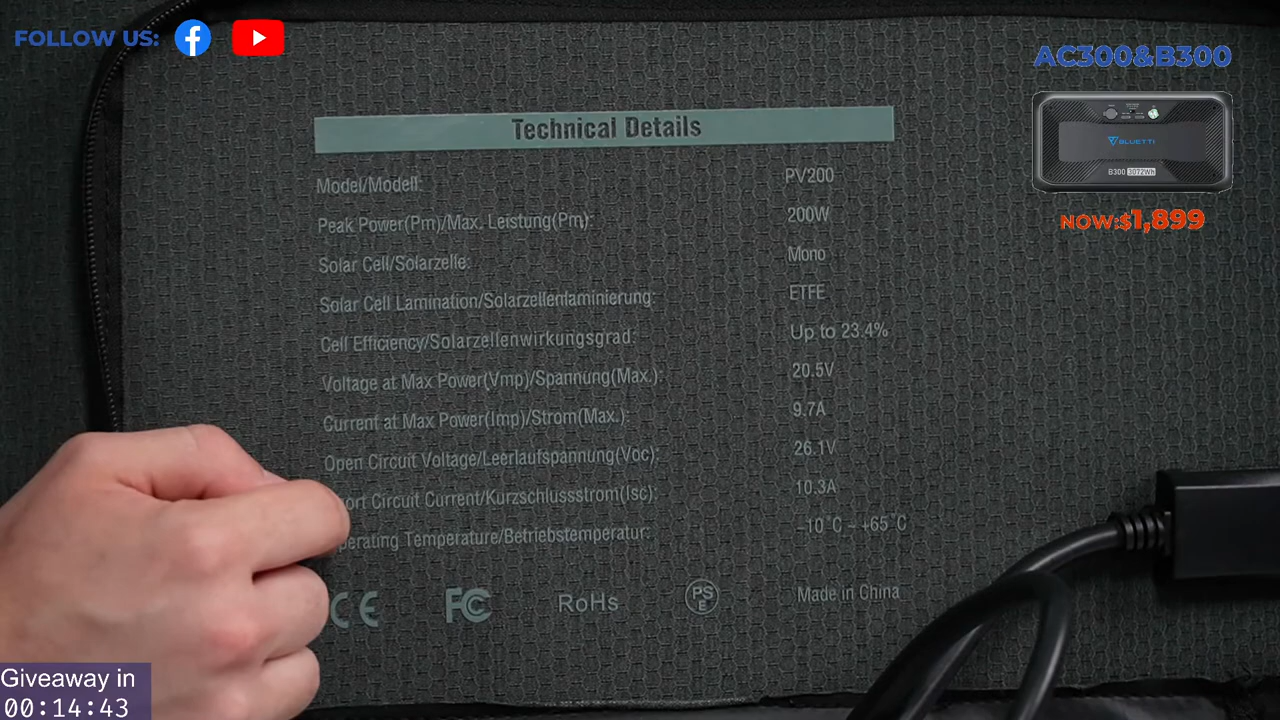 FOLLOW US:
AC300&B300
BLUETTI
B300 3072Wh
NOW:$1,899
Technical Details
Model/Modell: PV200
Peak Power(Pm)/Max. Leistung(Pm): 200W
Solar Cell/Solarzelle: Mono
Solar Cell Lamination/Solarzellenlaminierung: ETFE
Cell Efficiency/Solarzellenwirkungsgrad: Up to 23.4%
Voltage at Max Power(Vmp)/Spannung(Max.): 20.5V
Current at Max Power(Imp)/Strom(Max.): 9.7A
Open Circuit Voltage/Leerlaufspannung(Voc): 26.1V
ort Circuit Current/Kurzschlussstrom(Isc): 10.3A
perating Temperature/Betriebstemperatur: -10°C ~ +65°C
CE FC RoHs PSE Made in China
Giveaway in
00:14:43